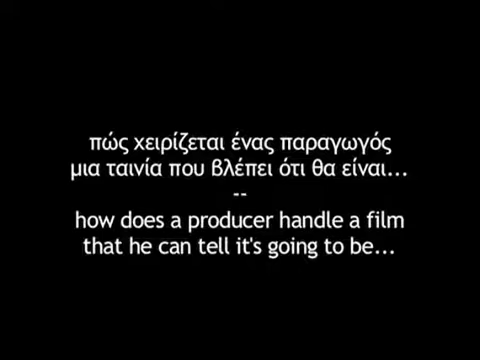 πώς χειρίζεται ένας παραγωγός
μια ταινία που βλέπει ότι θα είναι...
--
how does a producer handle a film
that he can tell it's going to be...